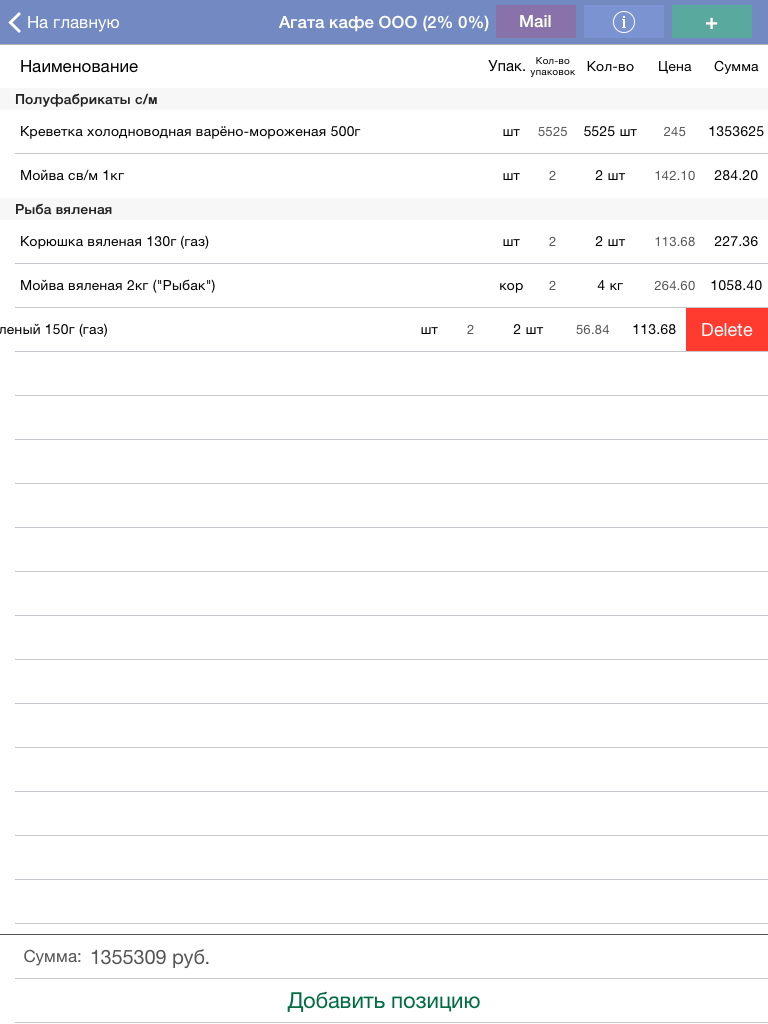 На главную Агата кафе ООО (2% 0%) Mail i +
Наименование Упак. Кол-во упаковок Кол-во Цена Сумма
Полуфабрикаты с/м
Креветка холодноводная варёно-мороженая 500г шт 5525 5525 шт 245 1353625
Мойва св/м 1кг шт 2 2 шт 142.10 284.20
Рыба вяленая
Корюшка вяленая 130г (газ) шт 2 2 шт 113.68 227.36
Мойва вяленая 2кг ("Рыбак") кор 2 4 кг 264.60 1058.40
леный 150г (газ) шт 2 2 шт 56.84 113.68 Delete
Сумма: 1355309 руб.
Добавить позицию